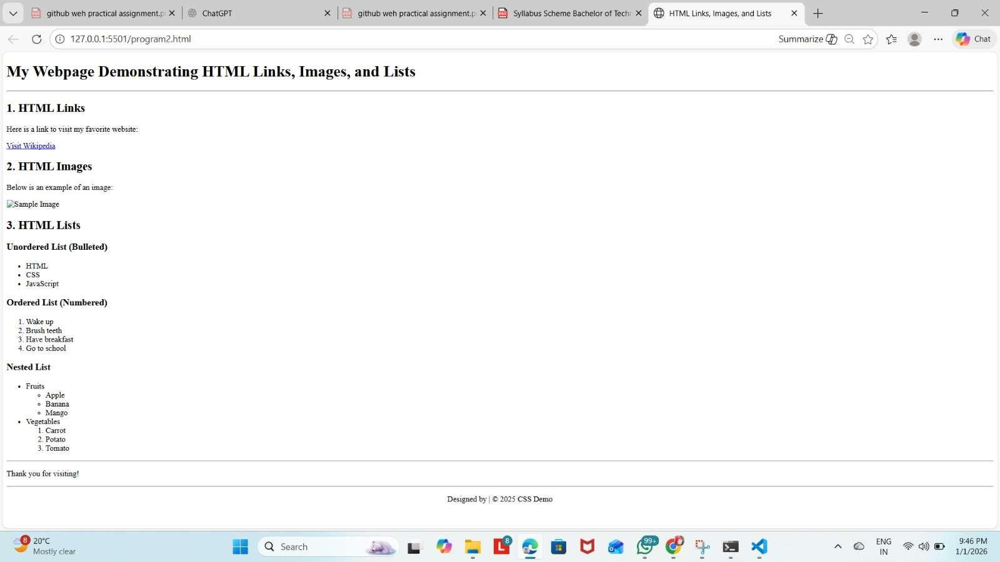 github weh practical assignment.p
ChatGPT
github weh practical assignment.p
Syllabus Scheme Bachelor of Techn
HTML Links, Images, and Lists
127.0.0.1:5501/program2.html
Summarize
Chat
My Webpage Demonstrating HTML Links, Images, and Lists
1. HTML Links
Here is a link to visit my favorite website:
Visit Wikipedia
2. HTML Images
Below is an example of an image:
Sample Image
3. HTML Lists
Unordered List (Bulleted)
• HTML
• CSS
• JavaScript
Ordered List (Numbered)
1. Wake up
2. Brush teeth
3. Have breakfast
4. Go to school
Nested List
• Fruits
◦ Apple
◦ Banana
◦ Mango
• Vegetables
1. Carrot
2. Potato
3. Tomato
Thank you for visiting!
Designed by | © 2025 CSS Demo
8
20°C
Mostly clear
Search
L
8
99+
ENG
IN
9:46 PM
1/1/2026